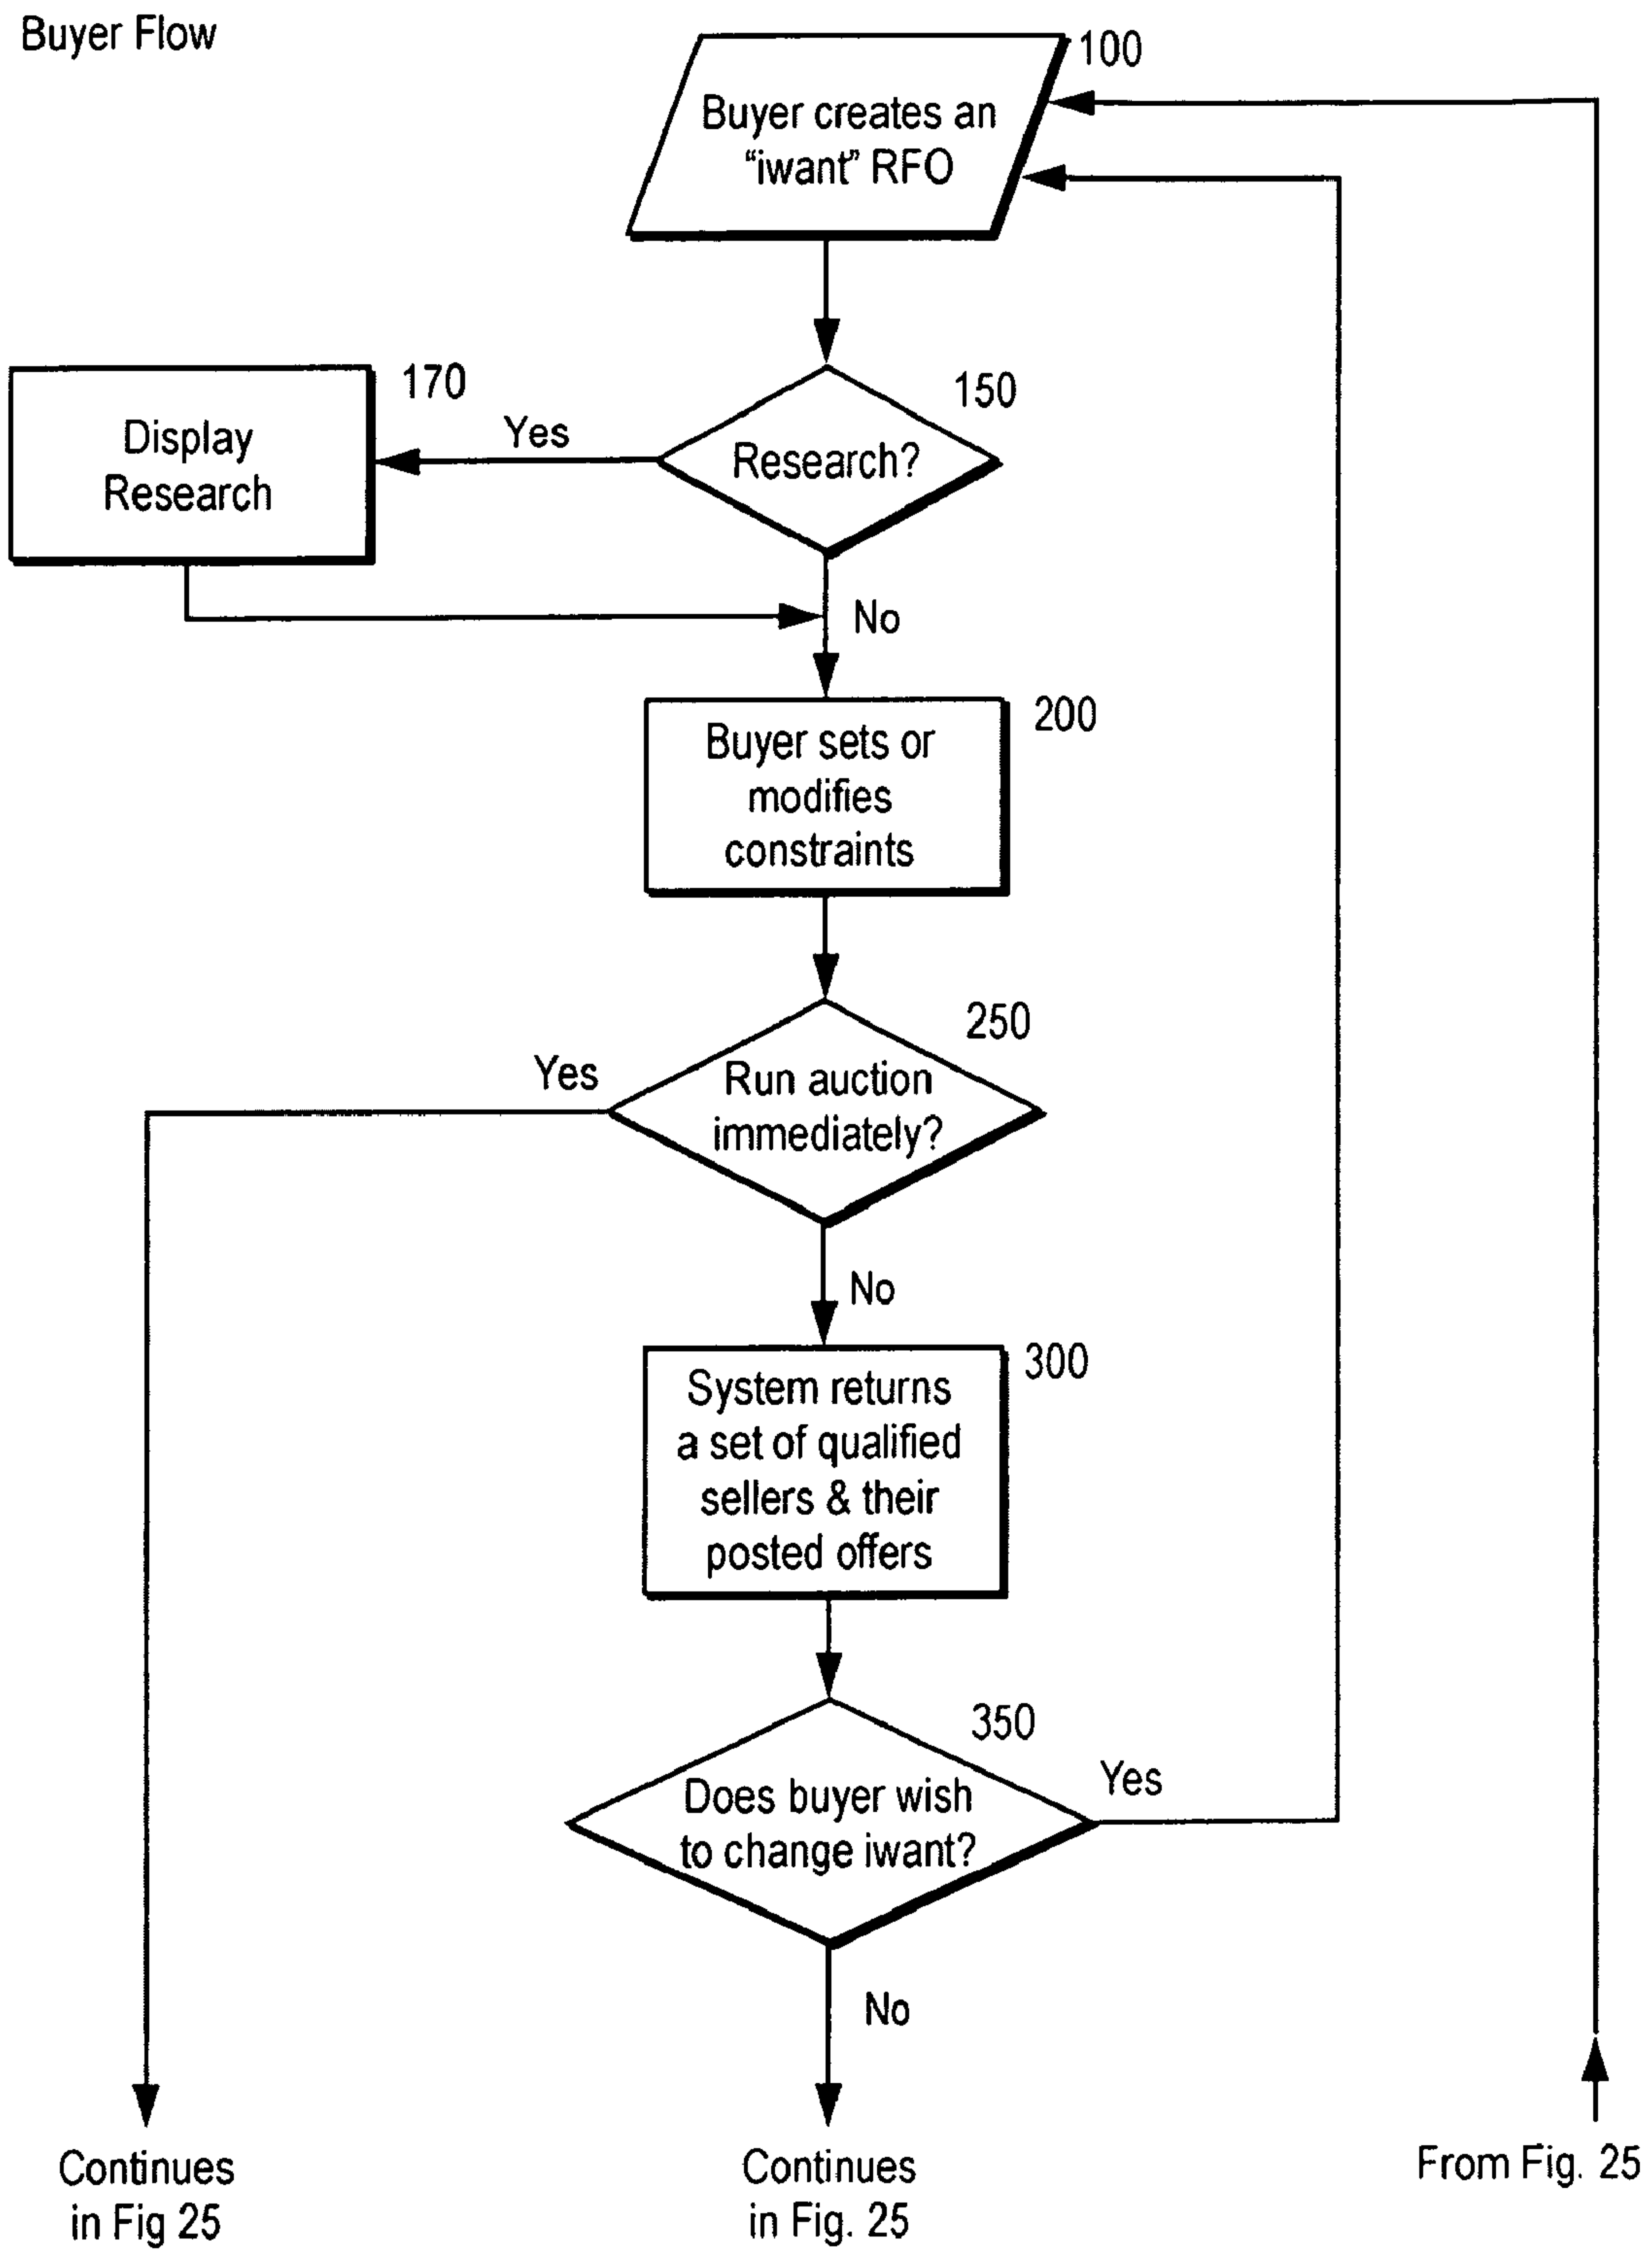 Buyer Flow
100
Buyer creates an
“iwant” RFO
170
150
Yes
Display
Research
Research?
No
200
Buyer sets or
modifies
constraints
250
Yes
Run auction
immediately?
No
300
System returns
a set of qualified
sellers & their
posted offers
350
Yes
Does buyer wish
to change iwant?
No
Continues
in Fig 25
Continues
in Fig. 25
From Fig. 25